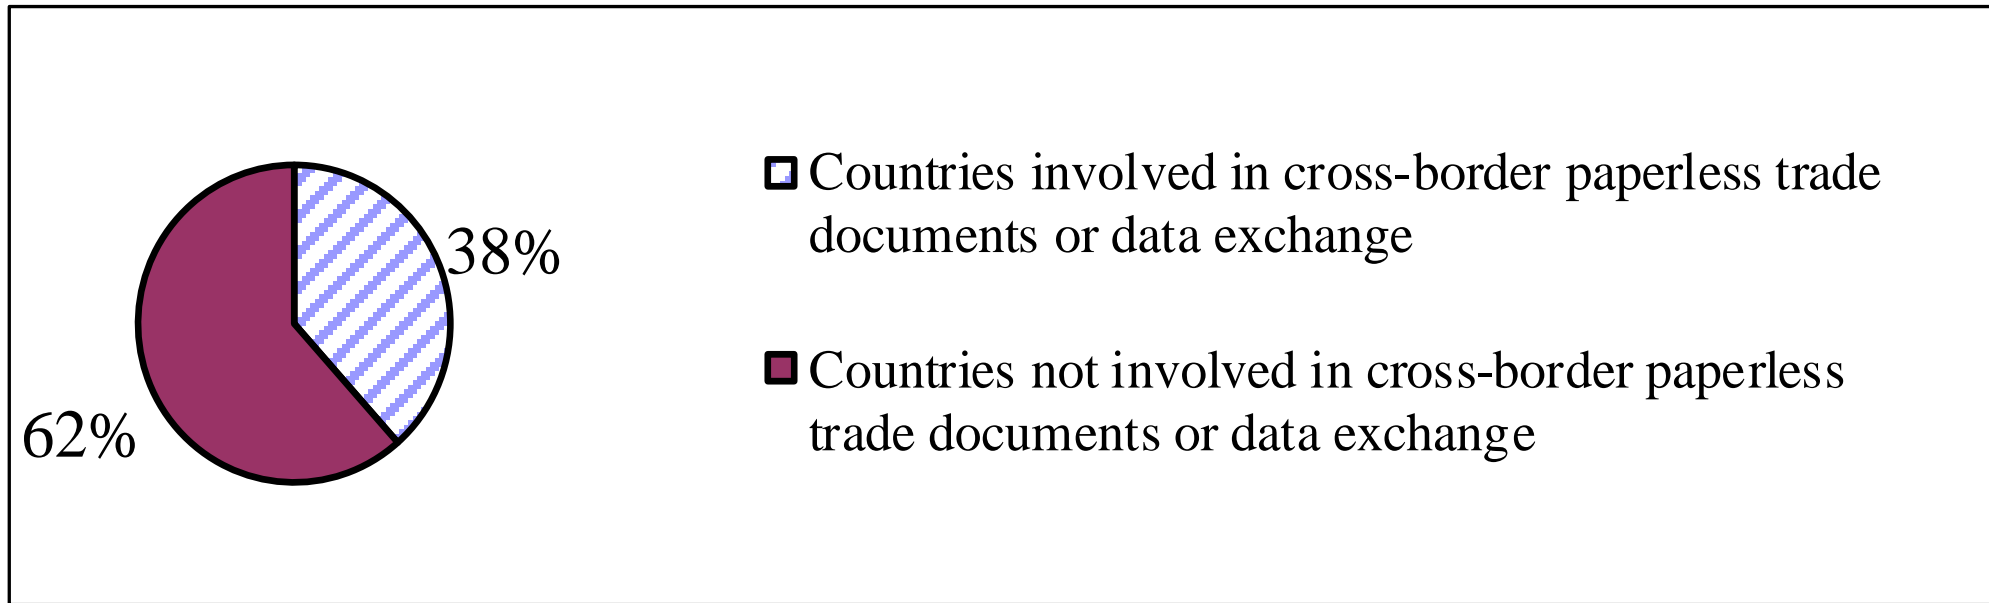 38%
62%
Countries involved in cross-border paperless trade
documents or data exchange
Countries not involved in cross-border paperless
trade documents or data exchange